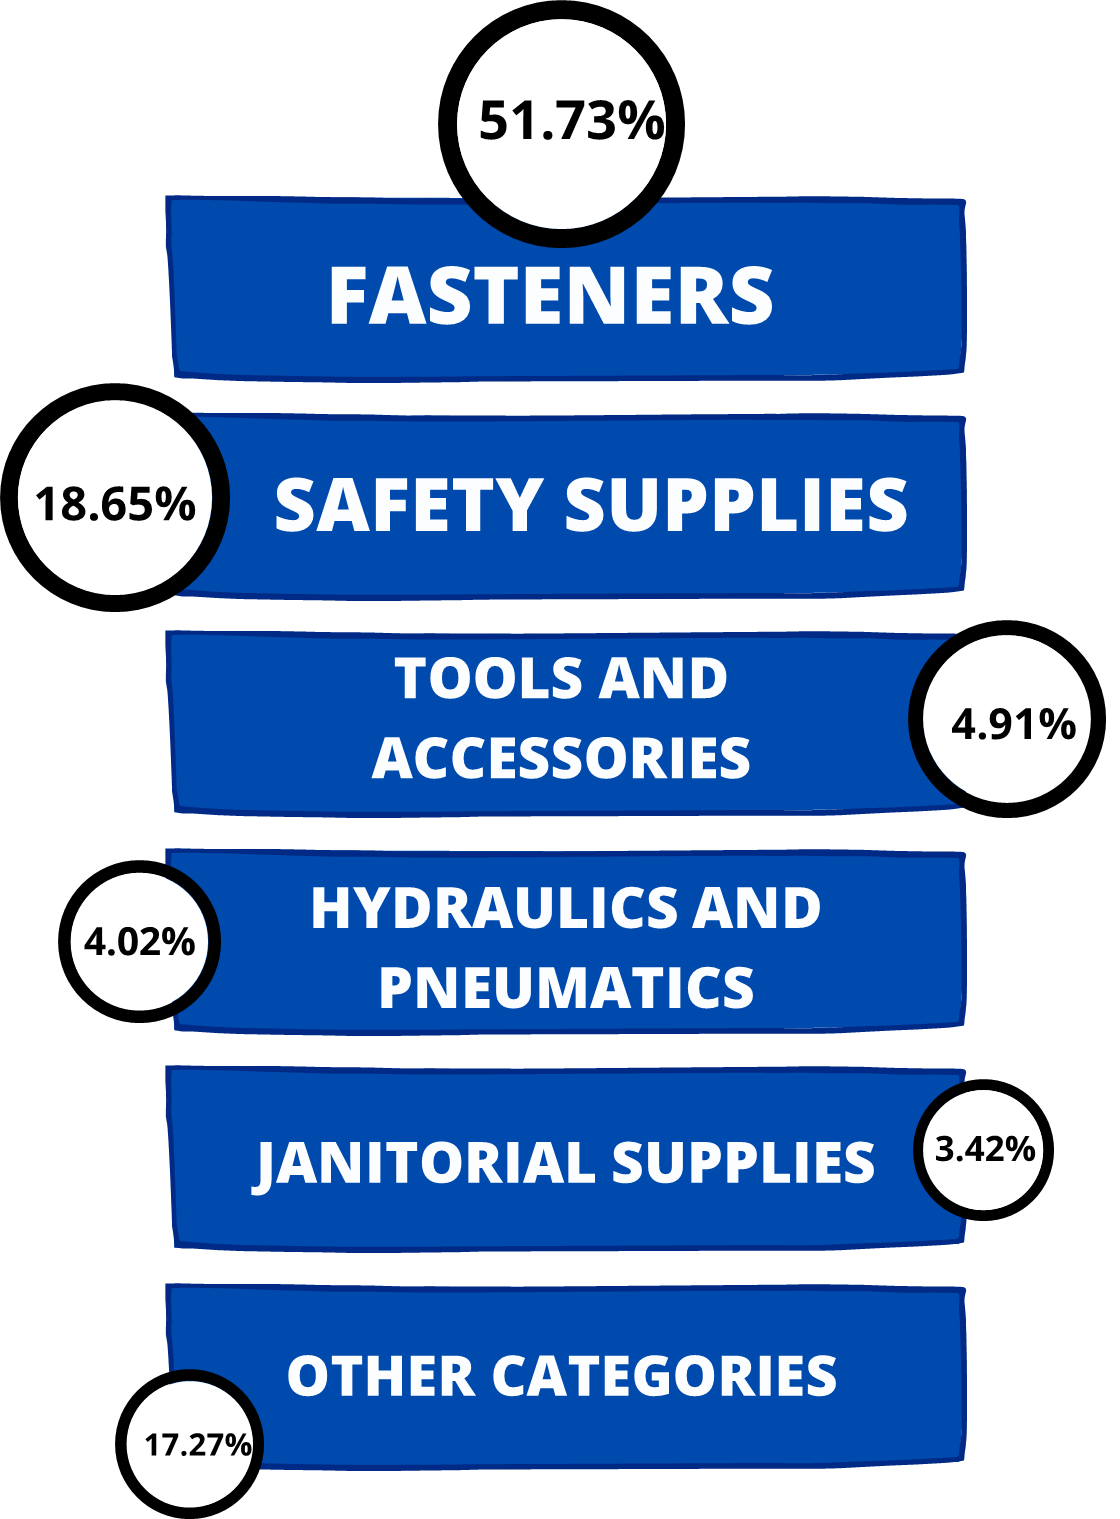 51.73%
FASTENERS
18.65%
SAFETY SUPPLIES
TOOLS AND
ACCESSORIES
4.91%
4.02%
HYDRAULICS AND
PNEUMATICS
JANITORIAL SUPPLIES
3.42%
OTHER CATEGORIES
17.27%